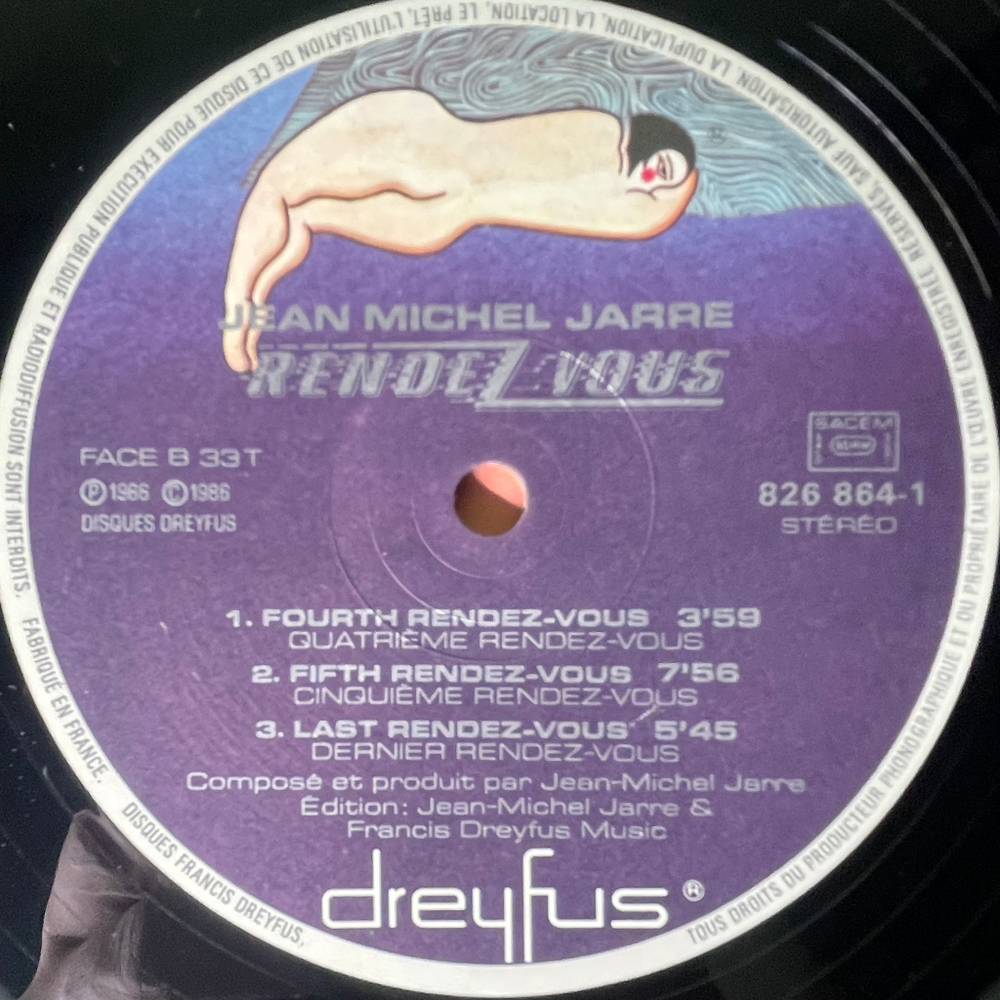 JEAN MICHEL JARRE
RENDEZ VOUS
FACE B 33 T
Ⓟ 1986 Ⓒ 1986
DISQUES DREYFUS
SACEM
826 864-1
STÉRÉO
1. FOURTH RENDEZ-VOUS 3'59
QUATRIÈME RENDEZ-VOUS
2. FIFTH RENDEZ-VOUS 7'56
CINQUIÈME RENDEZ-VOUS
3. LAST RENDEZ-VOUS 5'45
DERNIER RENDEZ-VOUS
Composé et produit par Jean-Michel Jarre
Édition: Jean-Michel Jarre &
Francis Dreyfus Music
dreyfus®
TOUS DROITS DU PRODUCTEUR PHONOGRAPHIQUE ET DU PROPRIÉTAIRE DE L'ŒUVRE ENREGISTRÉE RÉSERVÉS. SAUF AUTORISATION, LA DUPLICATION, LA LOCATION, LE PRÊT, L'UTILISATION DE CE DISQUE POUR EXÉCUTION PUBLIQUE ET RADIODIFFUSION SONT INTERDITS. FABRIQUÉ EN FRANCE. DISQUES FRANCIS DREYFUS,